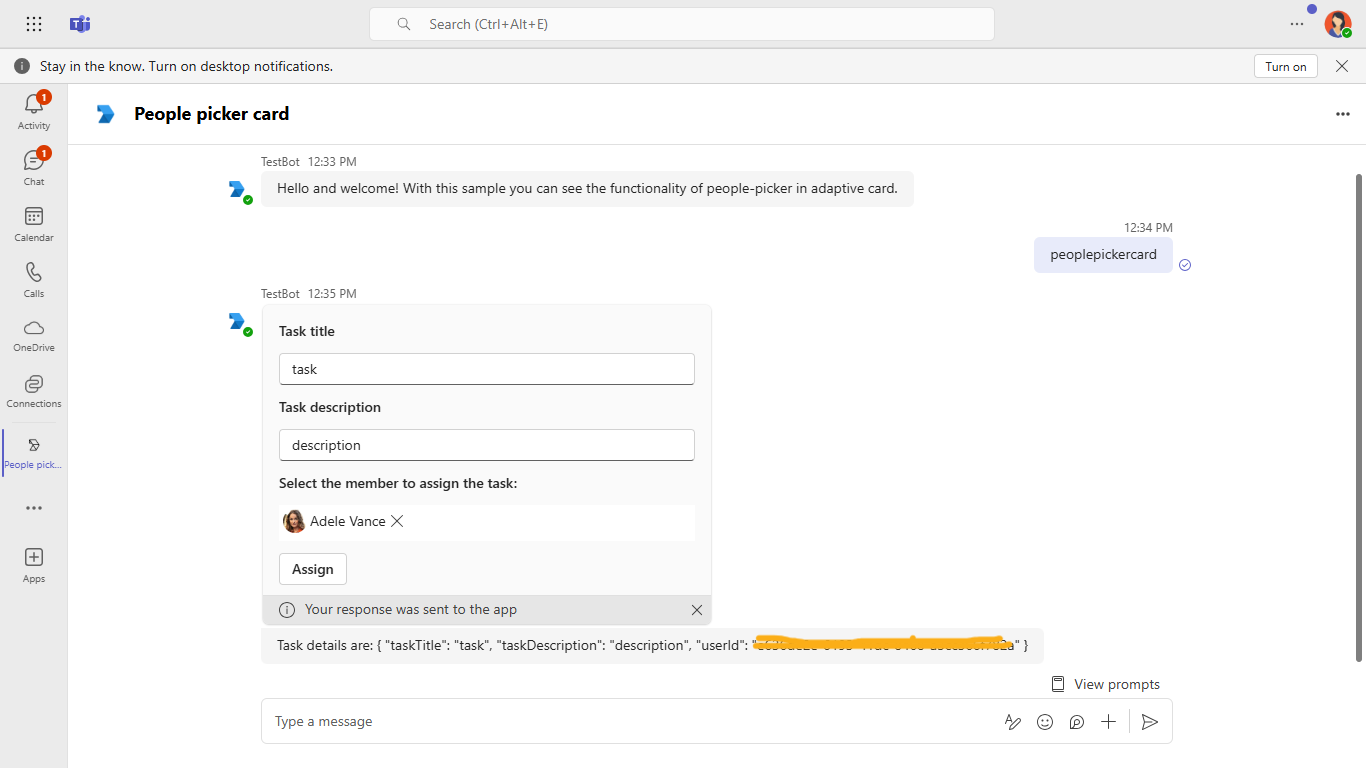 Search (Ctrl+Alt+E)
Stay in the know. Turn on desktop notifications.
Turn on
1
Activity
1
Chat
Calendar
Calls
OneDrive
Connections
People pick...
Apps
People picker card
TestBot 12:33 PM
Hello and welcome! With this sample you can see the functionality of people-picker in adaptive card.
12:34 PM
peoplepickercard
TestBot 12:35 PM
Task title
task
Task description
description
Select the member to assign the task:
Adele Vance
Assign
Your response was sent to the app
Task details are: { "taskTitle": "task", "taskDescription": "description", "userId": " " }
View prompts
Type a message